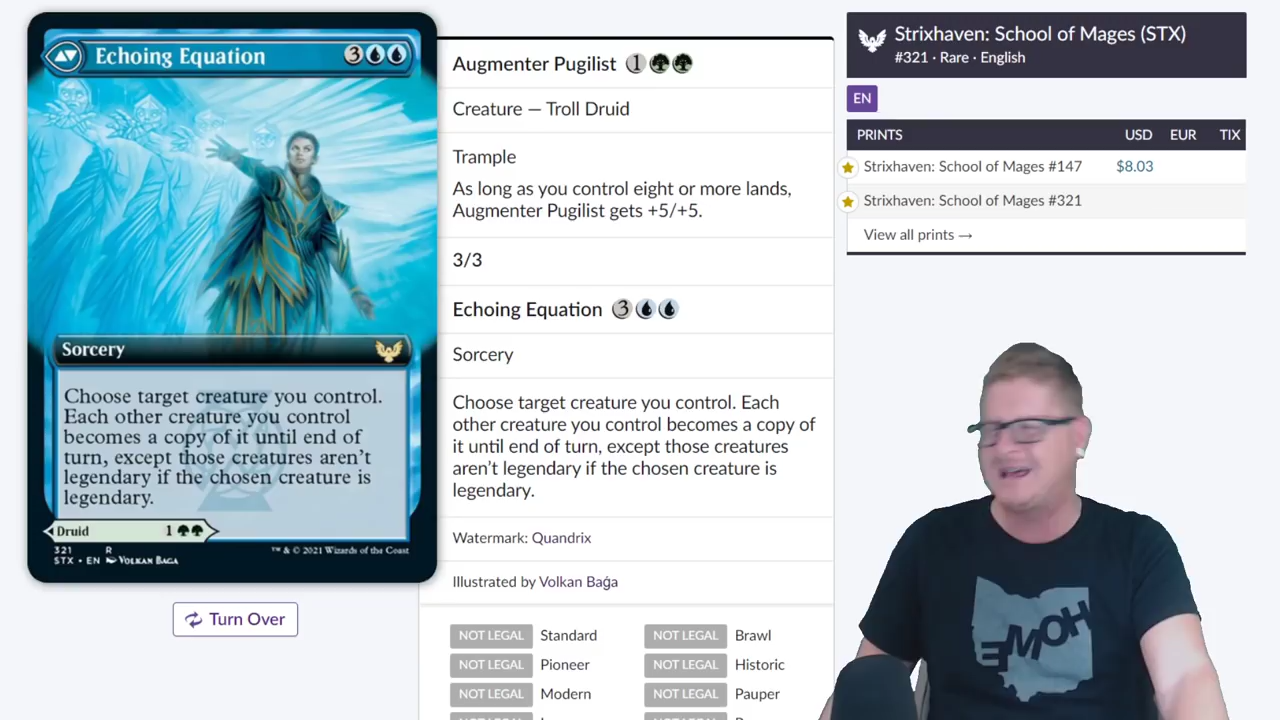 Echoing Equation 3
Sorcery
Choose target creature you control.
Each other creature you control
becomes a copy of it until end of
turn, except those creatures aren't
legendary if the chosen creature is
legendary.
Druid 1
321 R
STX • EN VOLKAN BAGA
™ & © 2021 Wizards of the Coast
Turn Over
Augmenter Pugilist 1
Creature — Troll Druid
Trample
As long as you control eight or more lands,
Augmenter Pugilist gets +5/+5.
3/3
Echoing Equation 3
Sorcery
Choose target creature you control. Each
other creature you control becomes a copy of
it until end of turn, except those creatures
aren't legendary if the chosen creature is
legendary.
Watermark: Quandrix
Illustrated by Volkan Baǵa
NOT LEGAL Standard NOT LEGAL Brawl
NOT LEGAL Pioneer NOT LEGAL Historic
NOT LEGAL Modern NOT LEGAL Pauper
Strixhaven: School of Mages (STX)
#321 · Rare · English
EN
PRINTS USD EUR TIX
Strixhaven: School of Mages #147 $8.03
Strixhaven: School of Mages #321
View all prints →
HOME